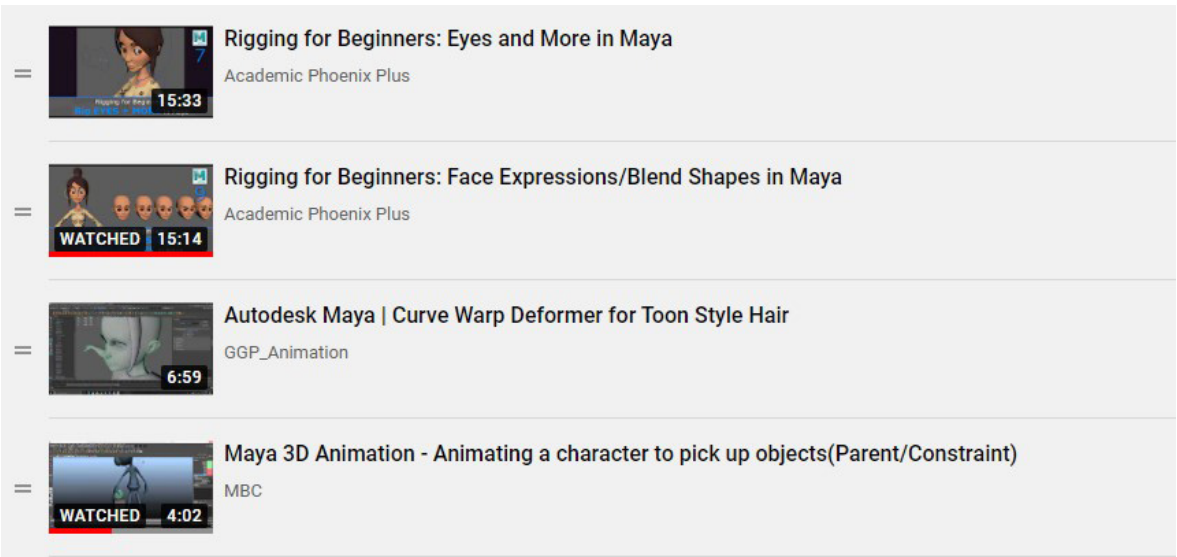 Rigging for Beginners: Eyes and More in Maya
Academic Phoenix Plus
7
15:33
Rigging for Beginners: Face Expressions/Blend Shapes in Maya
Academic Phoenix Plus
9
WATCHED 15:14
Autodesk Maya | Curve Warp Deformer for Toon Style Hair
GGP_Animation
6:59
Maya 3D Animation - Animating a character to pick up objects(Parent/Constraint)
MBC
WATCHED 4:02